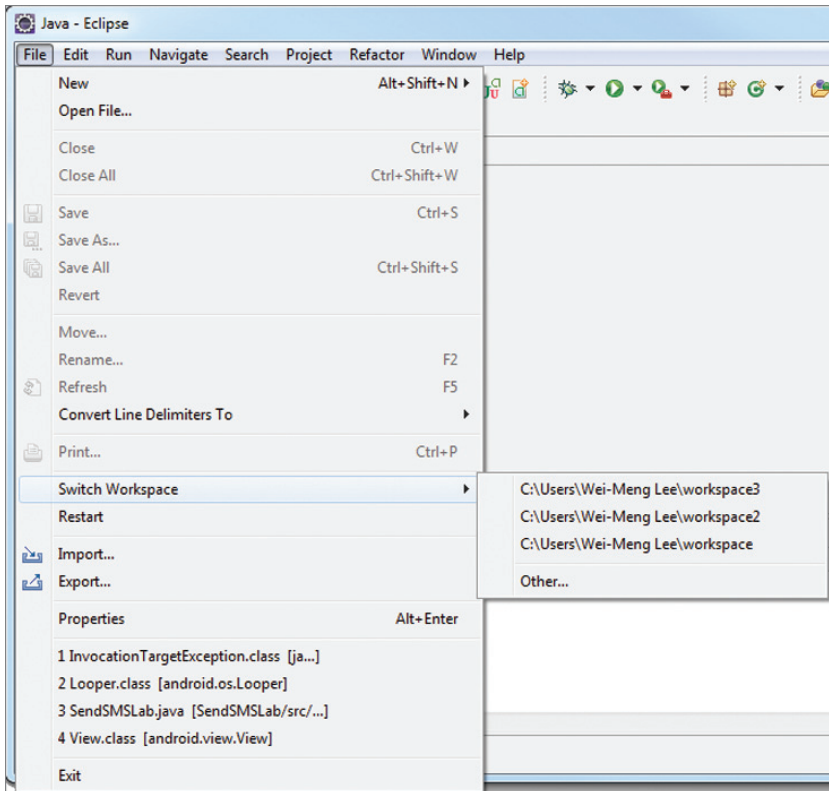 Java - Eclipse
File Edit Run Navigate Search Project Refactor Window Help
New Alt+Shift+N
Open File...
Close Ctrl+W
Close All Ctrl+Shift+W
Save Ctrl+S
Save As...
Save All Ctrl+Shift+S
Revert
Move...
Rename... F2
Refresh F5
Convert Line Delimiters To
Print... Ctrl+P
Switch Workspace
C:\Users\Wei-Meng Lee\workspace3
C:\Users\Wei-Meng Lee\workspace2
C:\Users\Wei-Meng Lee\workspace
Other...
Restart
Import...
Export...
Properties Alt+Enter
1 InvocationTargetException.class [ja...]
2 Looper.class [android.os.Looper]
3 SendSMSLab.java [SendSMSLab/src/...]
4 View.class [android.view.View]
Exit